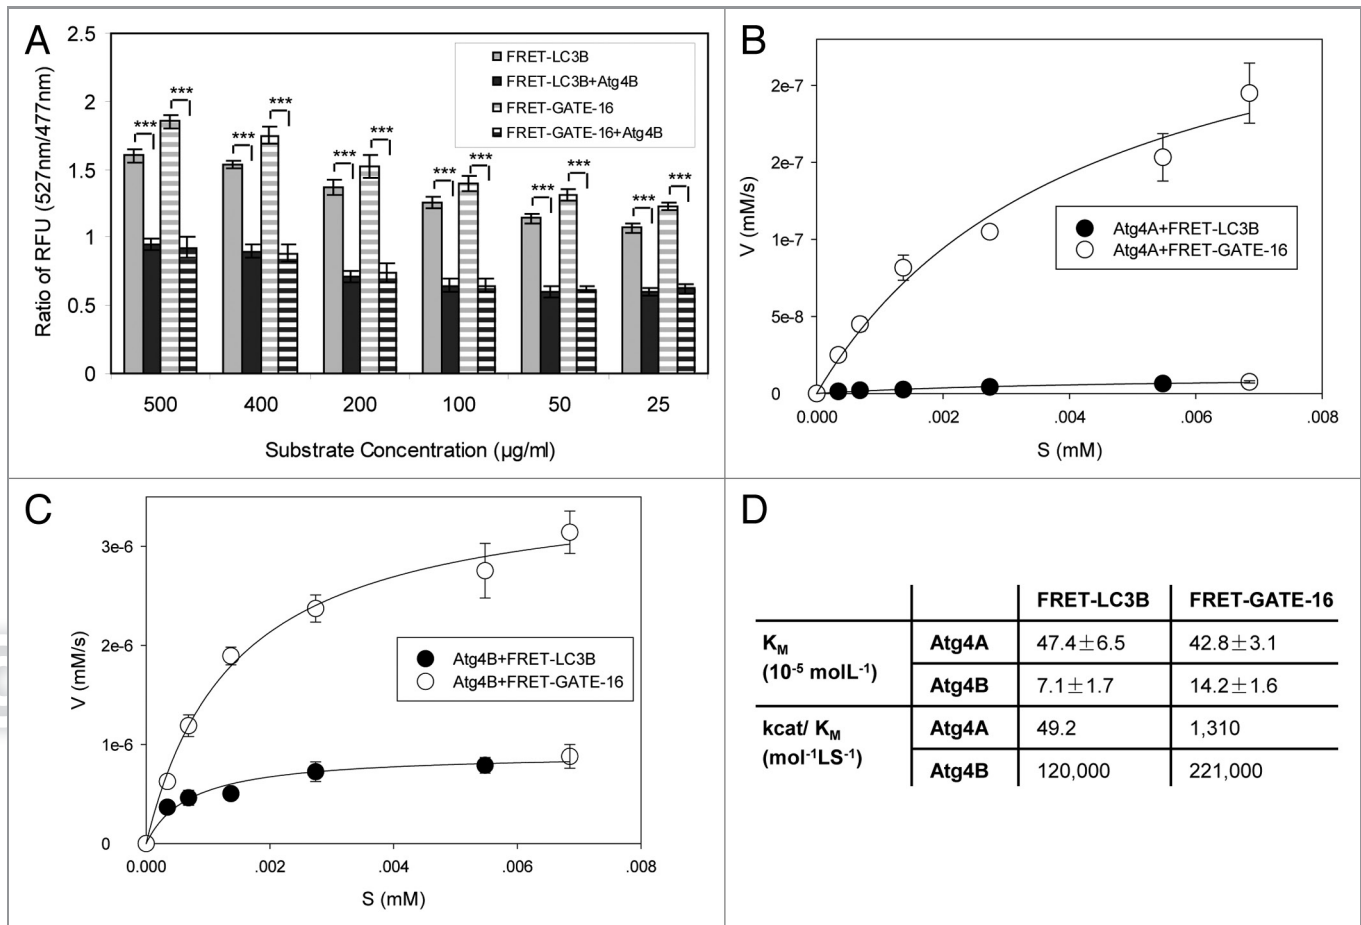 A
Ratio of RFU (527nm/477nm)
2.5
2
1.5
1
0.5
0
FRET-LC3B
FRET-LC3B+Atg4B
FRET-GATE-16
FRET-GATE-16+Atg4B
*** *** *** *** *** *** *** *** *** *** *** ***
500 400 200 100 50 25
Substrate Concentration (µg/ml)
B
V (mM/s)
2e-7
2e-7
1e-7
5e-8
0
Atg4A+FRET-LC3B
Atg4A+FRET-GATE-16
0.000 .002 .004 .006 .008
S (mM)
C
V (mM/s)
3e-6
2e-6
1e-6
0
Atg4B+FRET-LC3B
Atg4B+FRET-GATE-16
0.000 .002 .004 .006 .008
S (mM)
D
FRET-LC3B FRET-GATE-16
KM (10-5 molL-1) Atg4A 47.4±6.5 42.8±3.1
Atg4B 7.1±1.7 14.2±1.6
kcat/ KM (mol-1LS-1) Atg4A 49.2 1,310
Atg4B 120,000 221,000